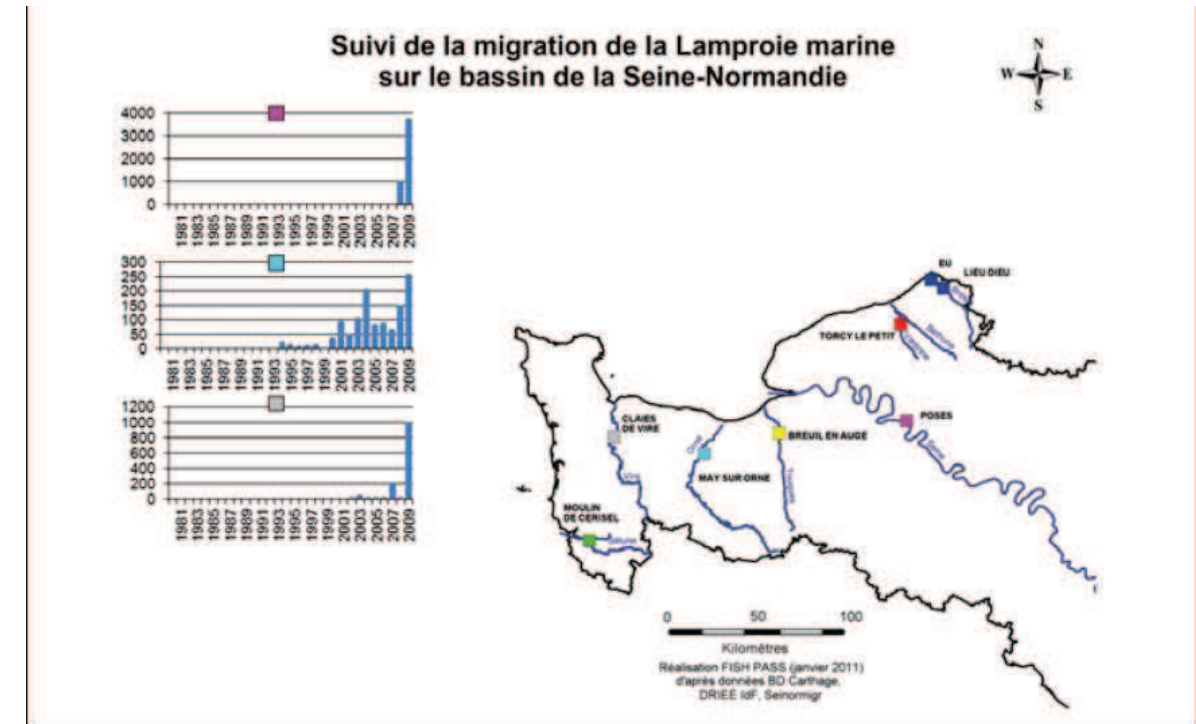 Suivi de la migration de la Lamproie marine
sur le bassin de la Seine-Normandie
N
W
E
S
4000
3000
2000
1000
0
1981
1983
1985
1987
1989
1991
1993
1995
1997
1999
2001
2003
2005
2007
2009
300
250
200
150
100
50
0
1981
1983
1985
1987
1989
1991
1993
1995
1997
1999
2001
2003
2005
2007
2009
1200
1000
800
600
400
200
0
1981
1983
1985
1987
1989
1991
1993
1995
1997
1999
2001
2003
2005
2007
2009
EU
LIEU DIEU
TORCY LE PETIT
POSES
Seine
CLAIES
DE VIRE
Vire
Orne
BREUIL EN AUGE
MAY SUR ORNE
Touques
MOULIN
DE CERISEL
0 50 100
Kilomètres
Réalisation FISH PASS (janvier 2011)
d'après données BD Carthage,
DRIEE IdF, Seinormigr